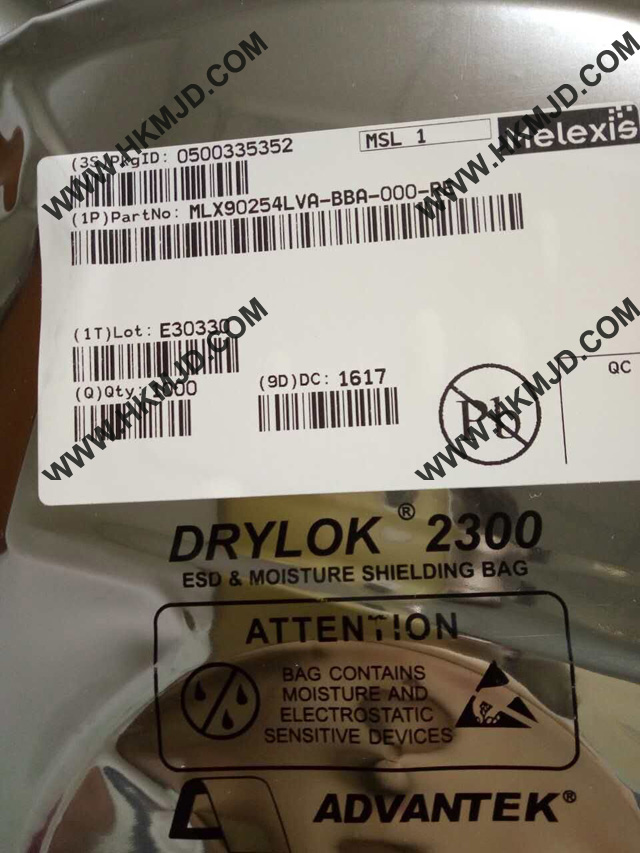 WWW.HKMJD.COM
WWW.HKMJD.COM
MSL 1
melexis
(3S)PkgID: 0500335352
(1P)PartNo: MLX90254LVA-BBA-000-RE
(1T)Lot: E30330
(Q)Qty:
(9D)DC: 1617
Pb
QC
WWW.HKMJD.COM
WWW.HKMJD.COM
DRYLOK® 2300
ESD & MOISTURE SHIELDING BAG
ATTENTION
BAG CONTAINS
MOISTURE AND
ELECTROSTATIC
SENSITIVE DEVICES
ADVANTEK®
WWW.HKMJD.COM
WWW.HKMJD.COM